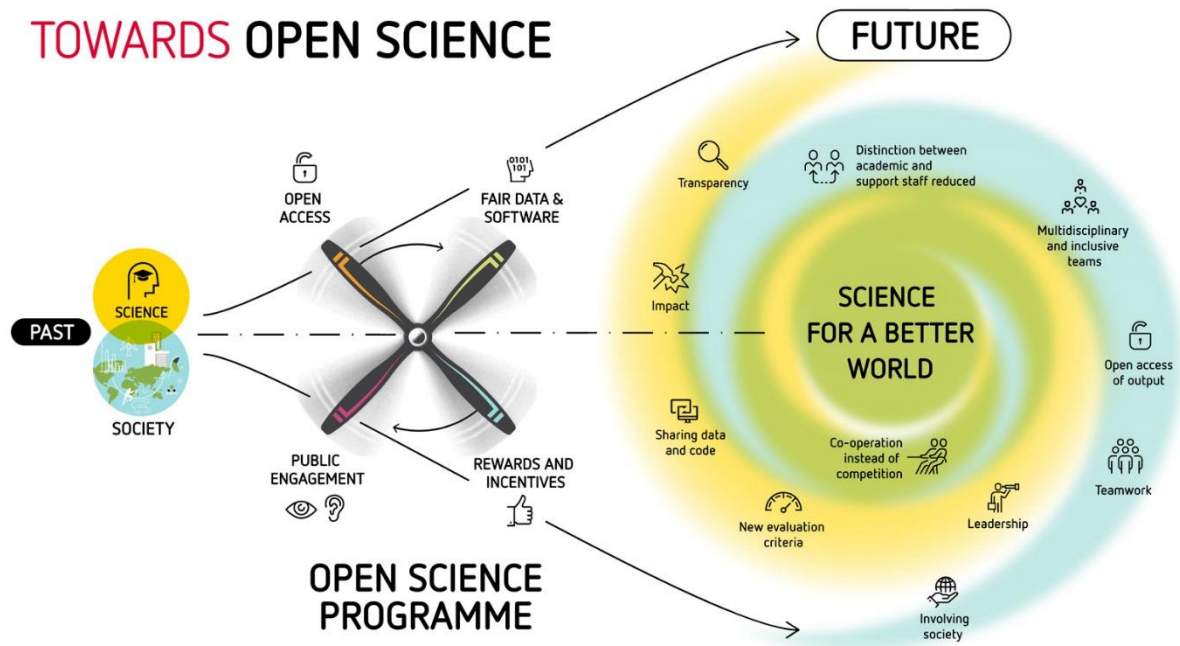 TOWARDS OPEN SCIENCE
PAST
SCIENCE
SOCIETY
OPEN
ACCESS
0101
101
FAIR DATA &
SOFTWARE
PUBLIC
ENGAGEMENT
REWARDS AND
INCENTIVES
OPEN SCIENCE
PROGRAMME
FUTURE
Transparency
Distinction between
academic and
support staff reduced
Multidisciplinary
and inclusive
teams
Impact
SCIENCE
FOR A BETTER
WORLD
Open access
of output
Sharing data
and code
Co-operation
instead of
competition
Teamwork
New evaluation
criteria
Leadership
Involving
society